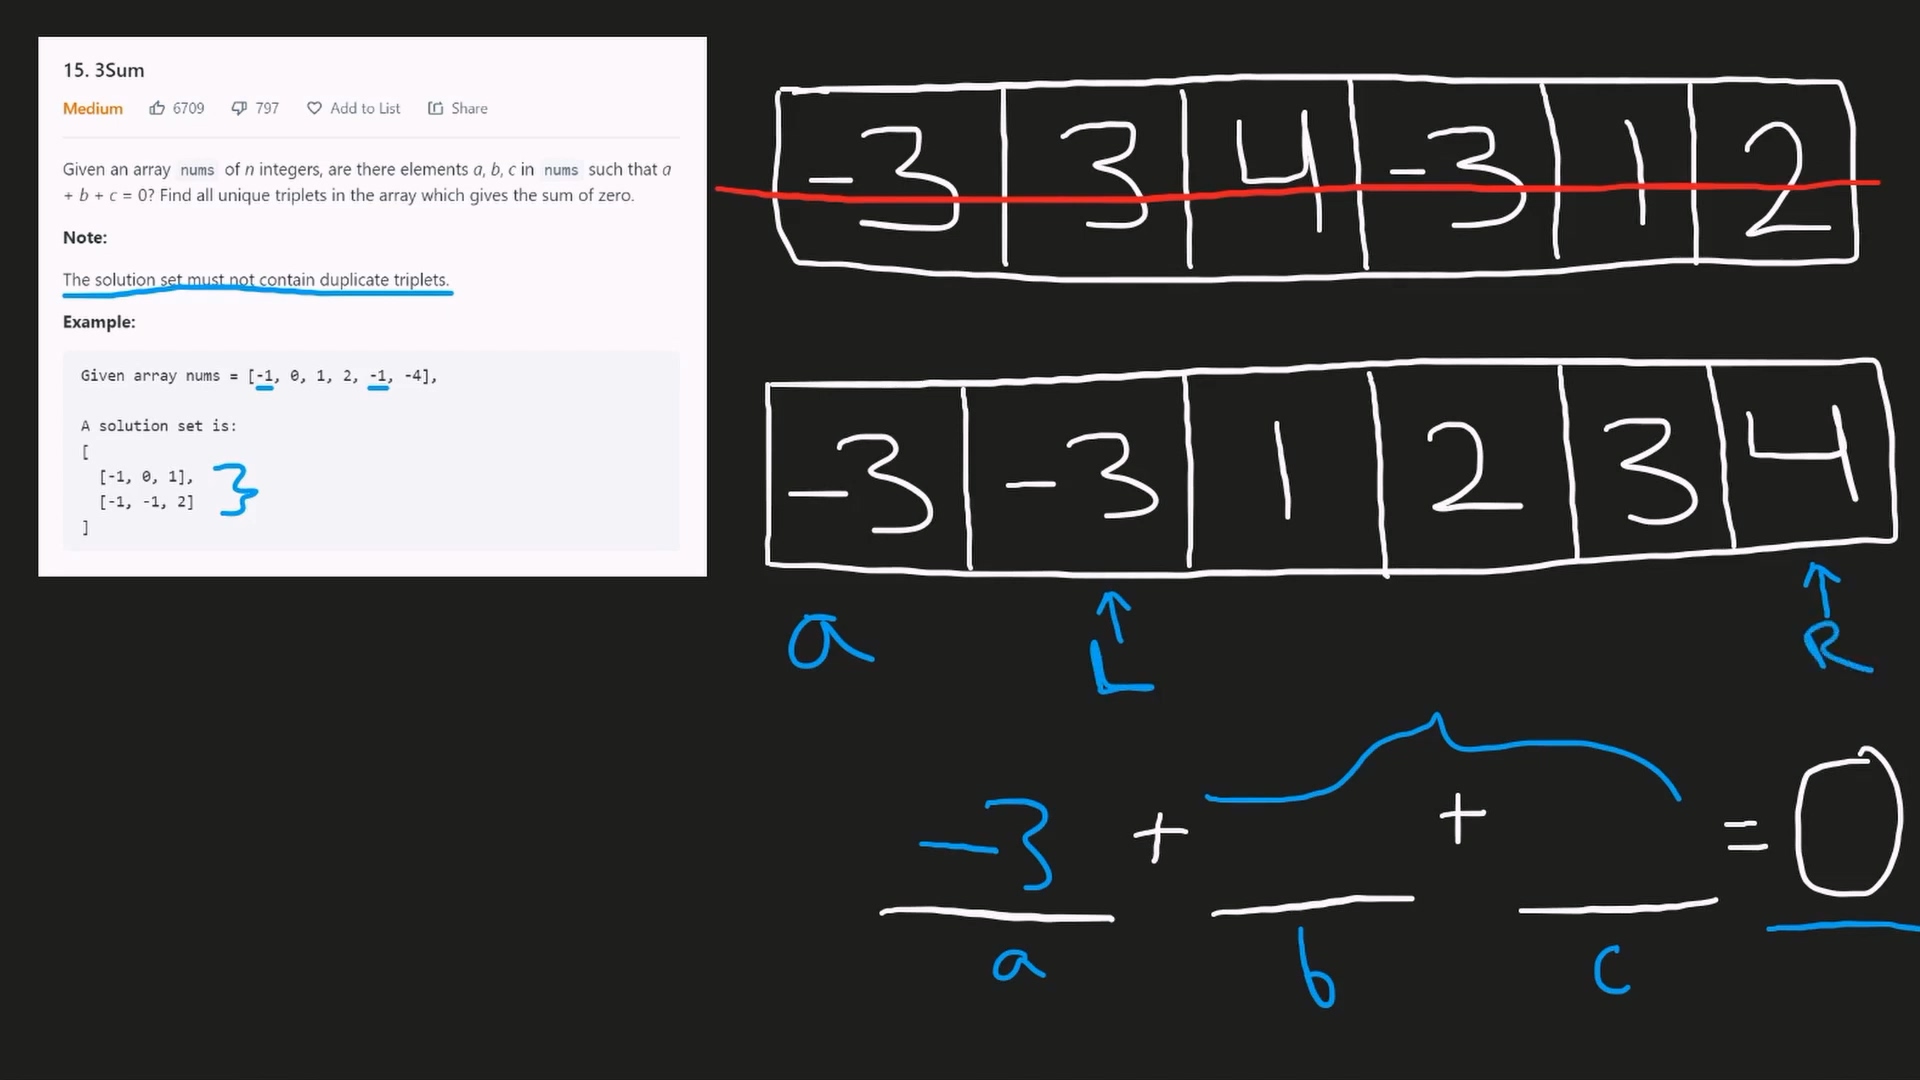 15. 3Sum
Medium 6709 797 Add to List Share
Given an array nums of n integers, are there elements a, b, c in nums such that a
+ b + c = 0? Find all unique triplets in the array which gives the sum of zero.
Note:
The solution set must not contain duplicate triplets.
Example:
Given array nums = [-1, 0, 1, 2, -1, -4],
A solution set is:
[
[-1, 0, 1],
[-1, -1, 2]
]
-3 3 4 -3 1 2
-3 -3 1 2 3 4
a L R
-3 + + = 0
a b c